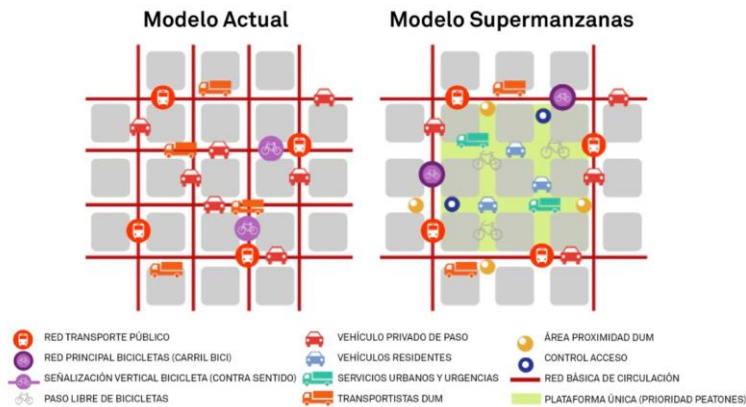 Modelo Actual
Modelo Supermanzanas
RED TRANSPORTE PÚBLICO
RED PRINCIPAL BICICLETAS (CARRIL BICI)
SEÑALIZACIÓN VERTICAL BICICLETA (CONTRA SENTIDO)
PASO LIBRE DE BICICLETAS
VEHÍCULO PRIVADO DE PASO
VEHÍCULOS RESIDENTES
SERVICIOS URBANOS Y URGENCIAS
TRANSPORTISTAS DUM
ÁREA PROXIMIDAD DUM
CONTROL ACCESO
RED BÁSICA DE CIRCULACIÓN
PLATAFORMA ÚNICA (PRIORIDAD PEATONES)